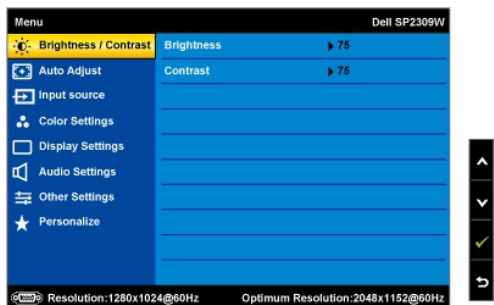 Menu Dell SP2309W
Brightness / Contrast Brightness 75
Auto Adjust Contrast 75
Input source
Color Settings
Display Settings
Audio Settings
Other Settings
Personalize
Resolution:1280x1024@60Hz Optimum Resolution:2048x1152@60Hz